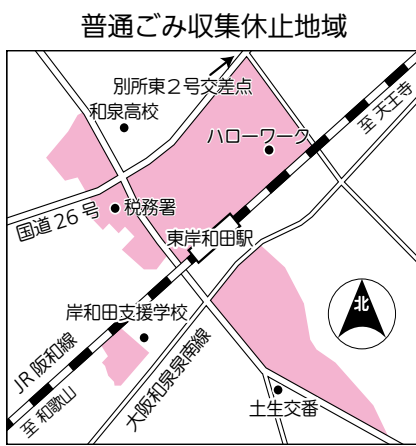 普通ごみ収集休止地域
別所東2号交差点
和泉高校
至 天王寺
ハローワーク
税務署
国道26号
東岸和田駅
北
岸和田支援学校
JR阪和線
大阪和泉泉南線
至 和歌山
土生交番